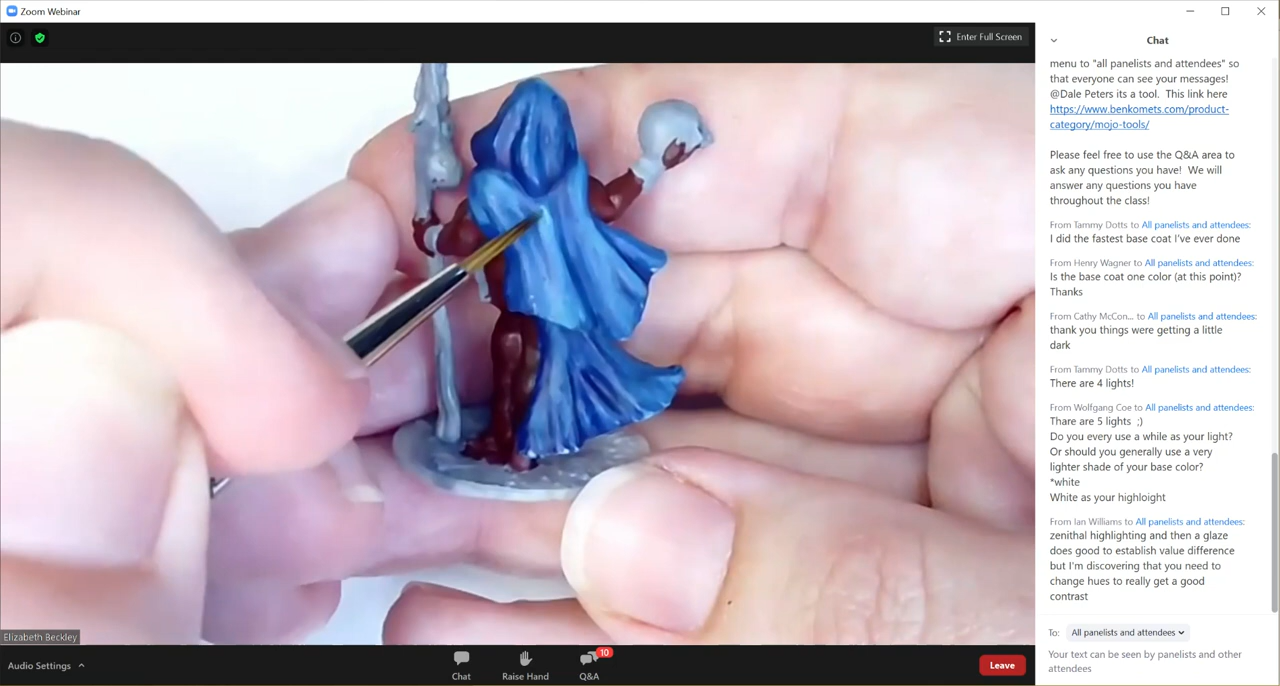 Zoom Webinar
Enter Full Screen
Elizabeth Beckley
Audio Settings
Chat
Raise Hand
10
Q&A
Leave
Chat
menu to "all panelists and attendees" so
that everyone can see your messages!
@Dale Peters its a tool.  This link here
https://www.benkomets.com/product-
category/mojo-tools/
Please feel free to use the Q&A area to
ask any questions you have!  We will
answer any questions you have
throughout the class!
From Tammy Dotts to All panelists and attendees:
I did the fastest base coat I've ever done
From Henry Wagner to All panelists and attendees:
Is the base coat one color (at this point)?
Thanks
From Cathy McCon... to All panelists and attendees:
thank you things were getting a little
dark
From Tammy Dotts to All panelists and attendees:
There are 4 lights!
From Wolfgang Coe to All panelists and attendees:
Thare are 5 lights  ;)
Do you every use a while as your light?
Or should you generally use a very
lighter shade of your base color?
*white
White as your highloight
From Ian Williams to All panelists and attendees:
zenithal highlighting and then a glaze
does good to establish value difference
but I'm discovering that you need to
change hues to really get a good
contrast
To: All panelists and attendees
Your text can be seen by panelists and other
attendees